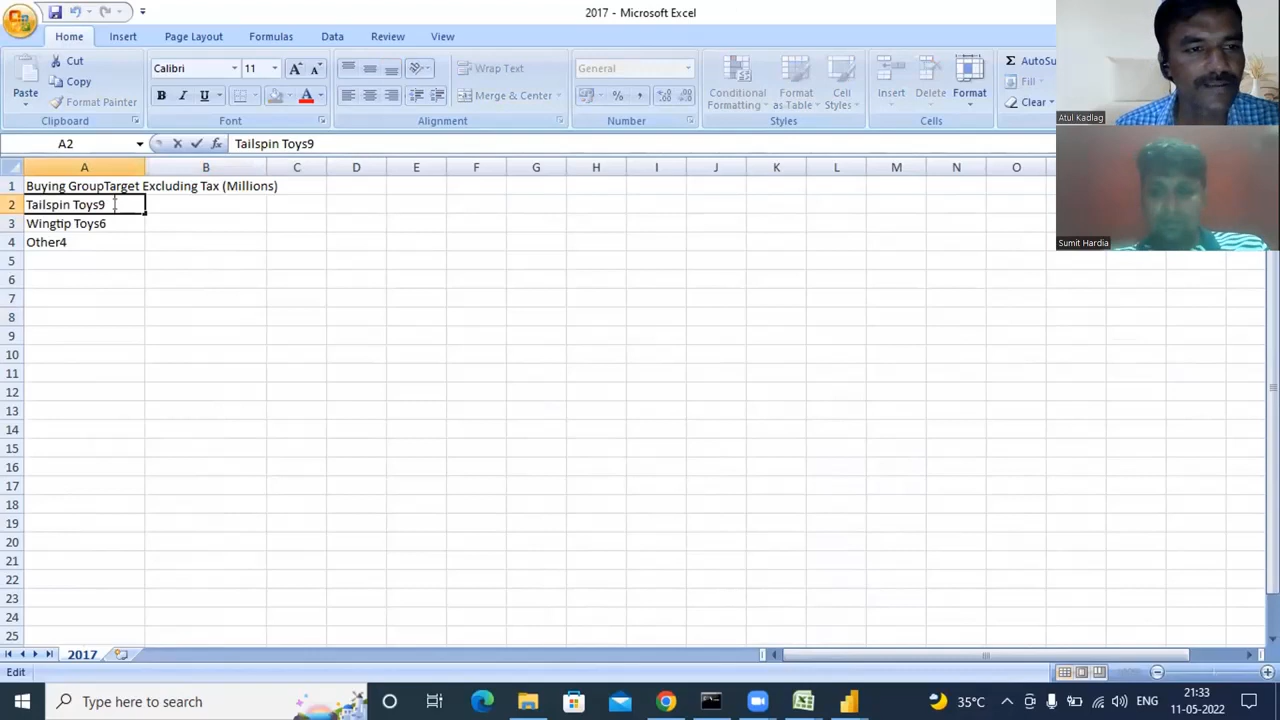 2017 - Microsoft Excel
Home Insert Page Layout Formulas Data Review View
Paste
Cut
Copy
Format Painter
Clipboard
Calibri 11
Font
Wrap Text
Merge & Center
Alignment
General
Number
Conditional Formatting
Format as Table
Cell Styles
Styles
Insert
Delete
Format
Cells
AutoSu
Fill
Clear
Atul Kadlag
Sumit Hardia
A2 Tailspin Toys9
A B C D E F G H I J K L M N O
1 Buying GroupTarget Excluding Tax (Millions)
2 Tailspin Toys9
3 Wingtip Toys6
4 Other4
5
6
7
8
9
10
11
12
13
14
15
16
17
18
19
20
21
22
23
24
25
2017
Edit
Type here to search
35°C
ENG
21:33
11-05-2022